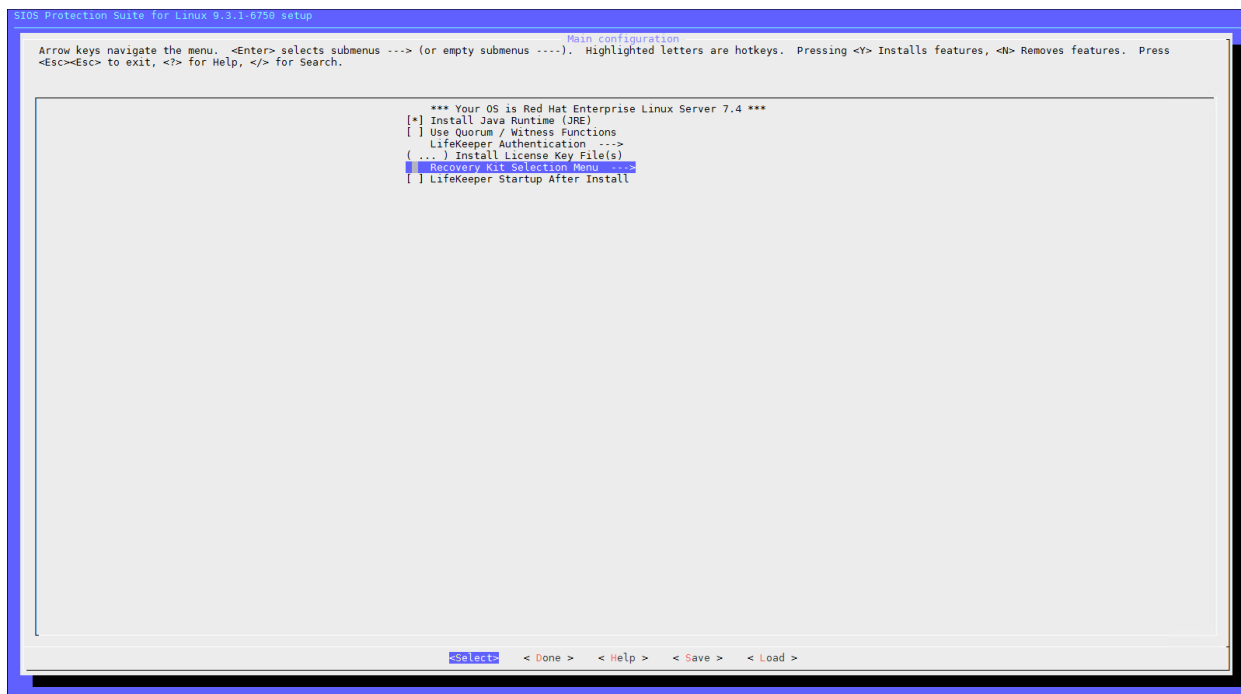 SIOS Protection Suite for Linux 9.3.1-6750 setup
Main configuration
Arrow keys navigate the menu.  <Enter> selects submenus ---> (or empty submenus ----).  Highlighted letters are hotkeys.  Pressing <Y> Installs features, <N> Removes features.  Press
<Esc><Esc> to exit, <?> for Help, </> for Search.
*** Your OS is Red Hat Enterprise Linux Server 7.4 ***
[*] Install Java Runtime (JRE)
[ ] Use Quorum / Witness Functions
LifeKeeper Authentication  --->
( ... ) Install License Key File(s)
Recovery Kit Selection Menu  --->
[ ] LifeKeeper Startup After Install
<Select>    < Done >    < Help >    < Save >    < Load >